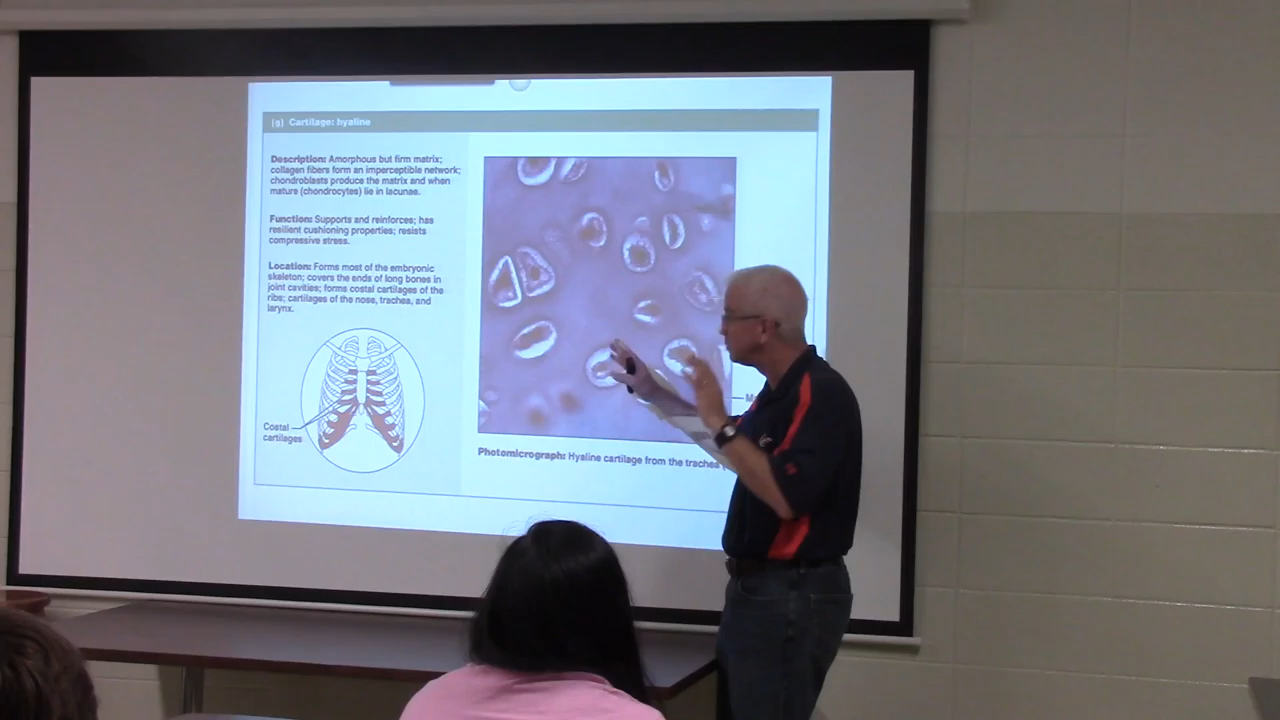 (g) Cartilage: hyaline
Description: Amorphous but firm matrix;
collagen fibers form an imperceptible network;
chondroblasts produce the matrix and when
mature (chondrocytes) lie in lacunae.
Function: Supports and reinforces; has
resilient cushioning properties; resists
compressive stress.
Location: Forms most of the embryonic
skeleton; covers the ends of long bones in
joint cavities; forms costal cartilages of the
ribs; cartilages of the nose, trachea, and
larynx.
Costal
cartilages
Photomicrograph: Hyaline cartilage from the trachea